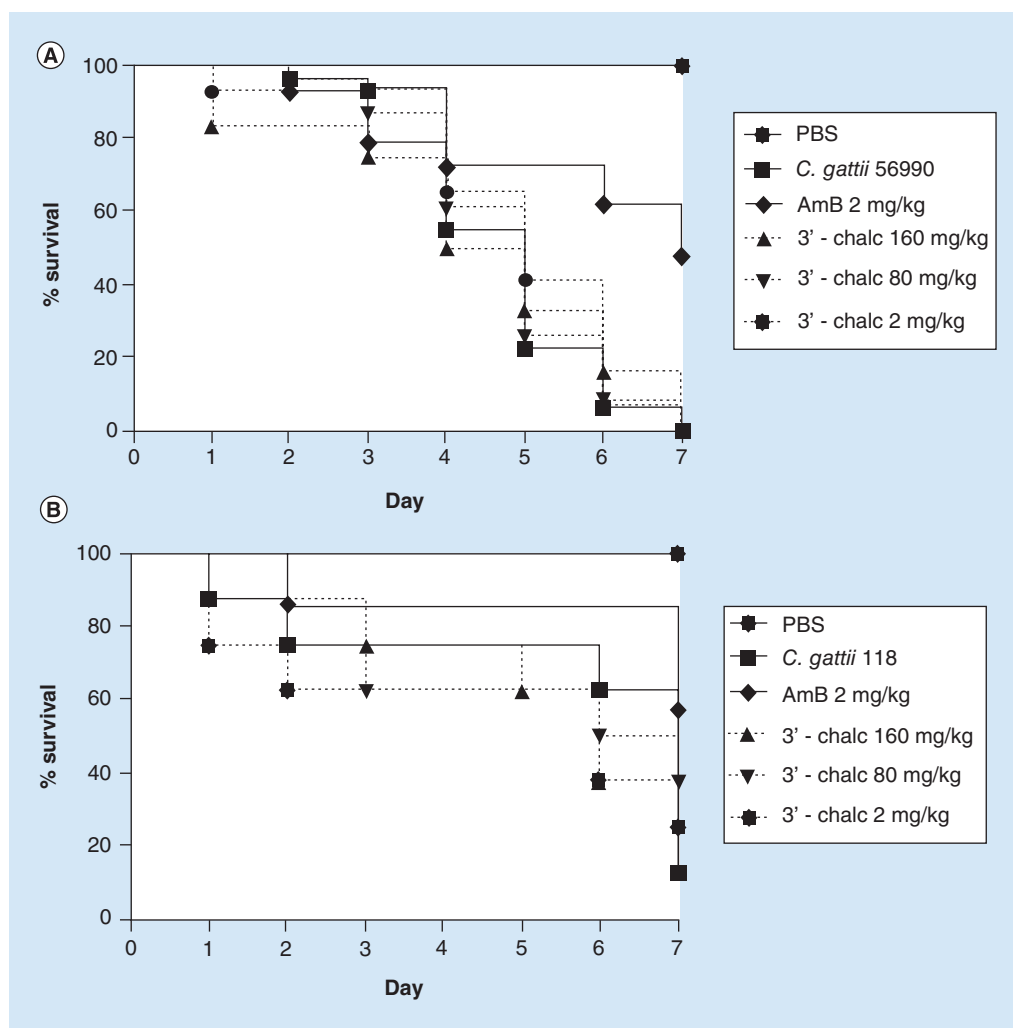 A
100
80
60
40
20
0
% survival
0 1 2 3 4 5 6 7
Day
PBS
C. gattii 56990
AmB 2 mg/kg
3' - chalc 160 mg/kg
3' - chalc 80 mg/kg
3' - chalc 2 mg/kg
B
100
80
60
40
20
0
% survival
0 1 2 3 4 5 6 7
Day
PBS
C. gattii 118
AmB 2 mg/kg
3' - chalc 160 mg/kg
3' - chalc 80 mg/kg
3' - chalc 2 mg/kg